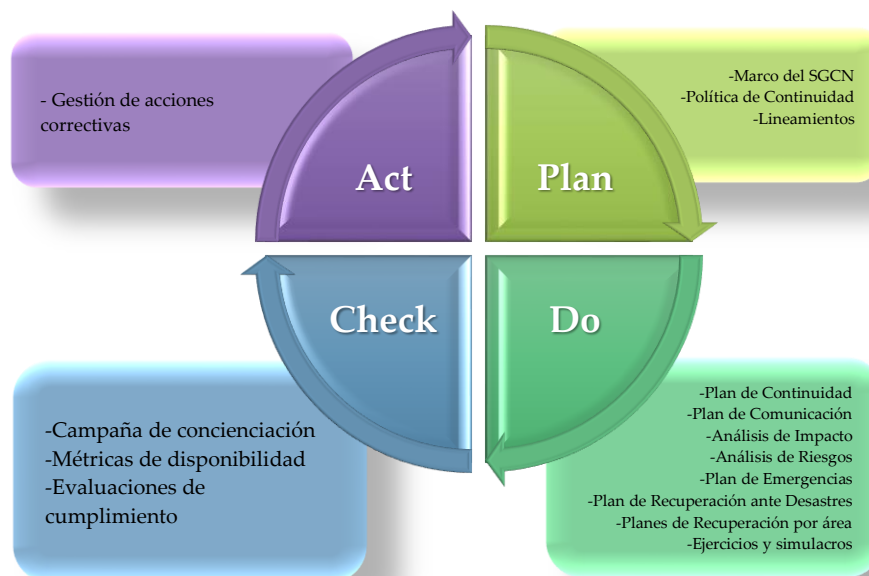 - Gestión de acciones
correctivas
Act
Plan
-Marco del SGCN
-Política de Continuidad
-Lineamientos
Check
Do
-Campaña de concienciación
-Métricas de disponibilidad
-Evaluaciones de
cumplimiento
-Plan de Continuidad
-Plan de Comunicación
-Análisis de Impacto
-Análisis de Riesgos
-Plan de Emergencias
-Plan de Recuperación ante Desastres
-Planes de Recuperación por área
-Ejercicios y simulacros